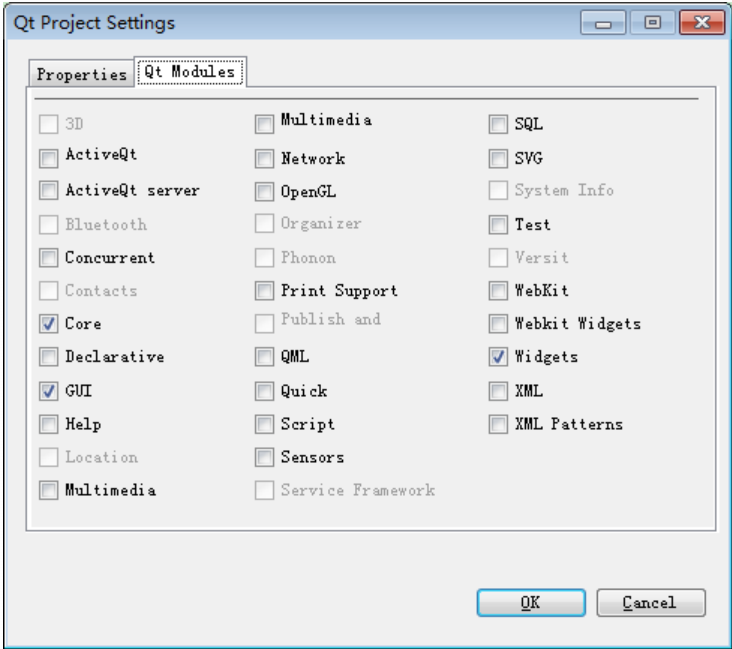 Qt Project Settings
Properties
Qt Modules
3D
ActiveQt
ActiveQt server
Bluetooth
Concurrent
Contacts
Core
Declarative
GUI
Help
Location
Multimedia
Multimedia
Network
OpenGL
Organizer
Phonon
Print Support
Publish and
QML
Quick
Script
Sensors
Service Framework
SQL
SVG
System Info
Test
Versit
WebKit
Webkit Widgets
Widgets
XML
XML Patterns
OK
Cancel